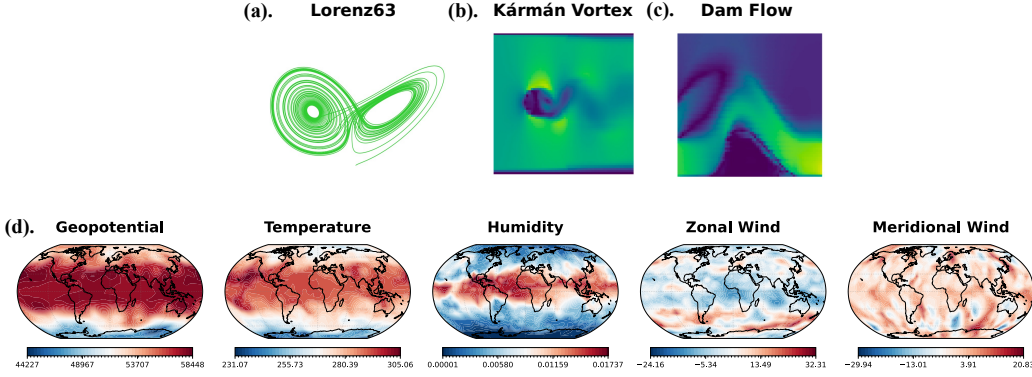 (a). Lorenz63 (b). Kármán Vortex (c). Dam Flow
(d). Geopotential Temperature Humidity Zonal Wind Meridional Wind
44227 48967 53707 58448 231.07 255.73 280.39 305.06 0.00001 0.00580 0.01159 0.01737 −24.16 −5.34 13.49 32.31 −29.94 −13.01 3.91 20.83